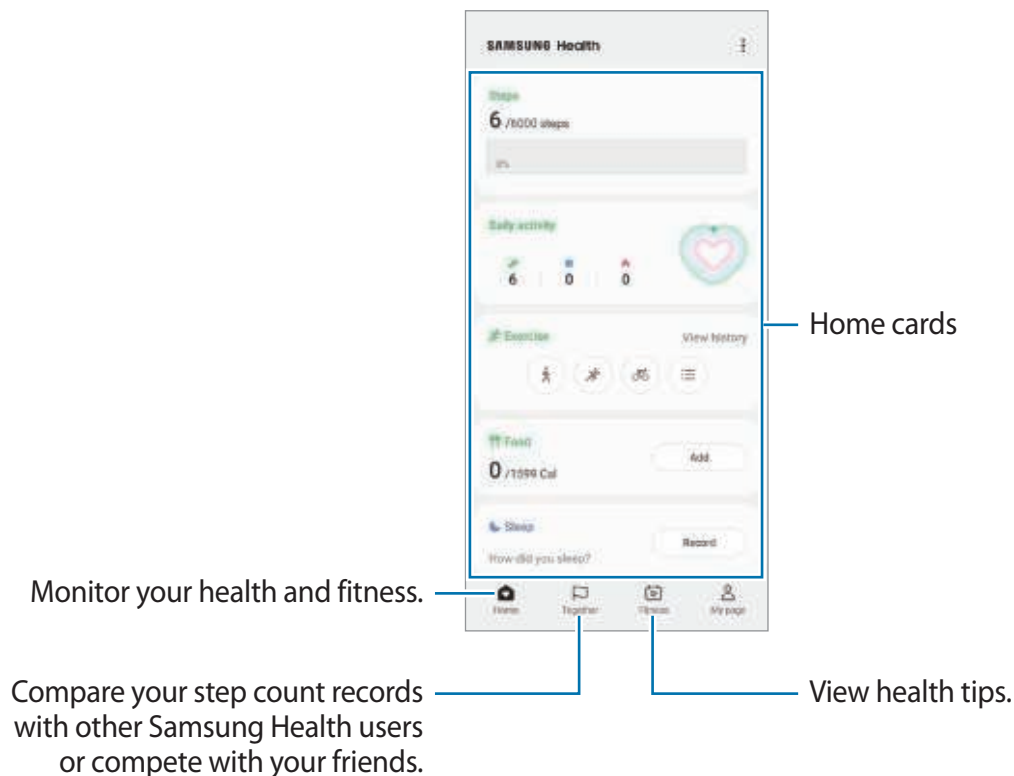 SAMSUNG Health
Steps
6 /6000 steps
0%
Daily activity
6 0 0
Exercise View history
Food
0 /1599 Cal
Add
Sleep
How did you sleep?
Record
Home Together Fitness My page
Home cards
Monitor your health and fitness.
Compare your step count records
with other Samsung Health users
or compete with your friends.
View health tips.